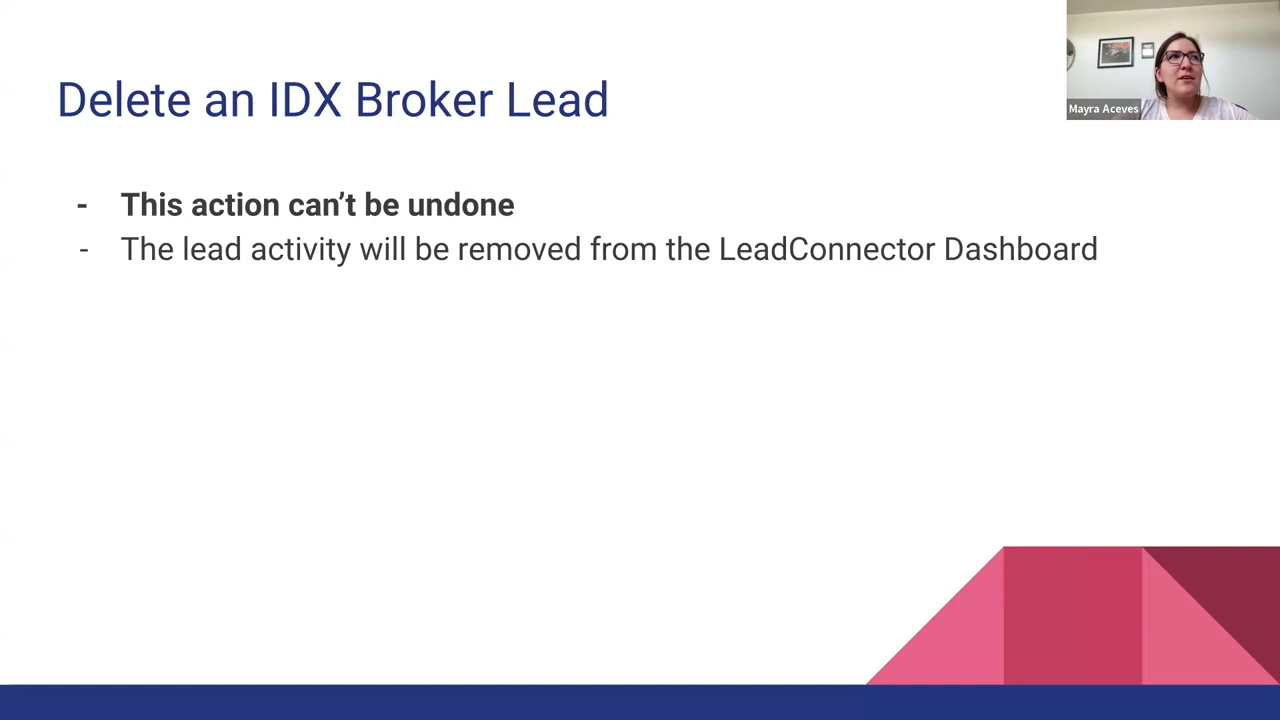 Delete an IDX Broker Lead
Mayra Aceves
- This action can’t be undone
- The lead activity will be removed from the LeadConnector Dashboard